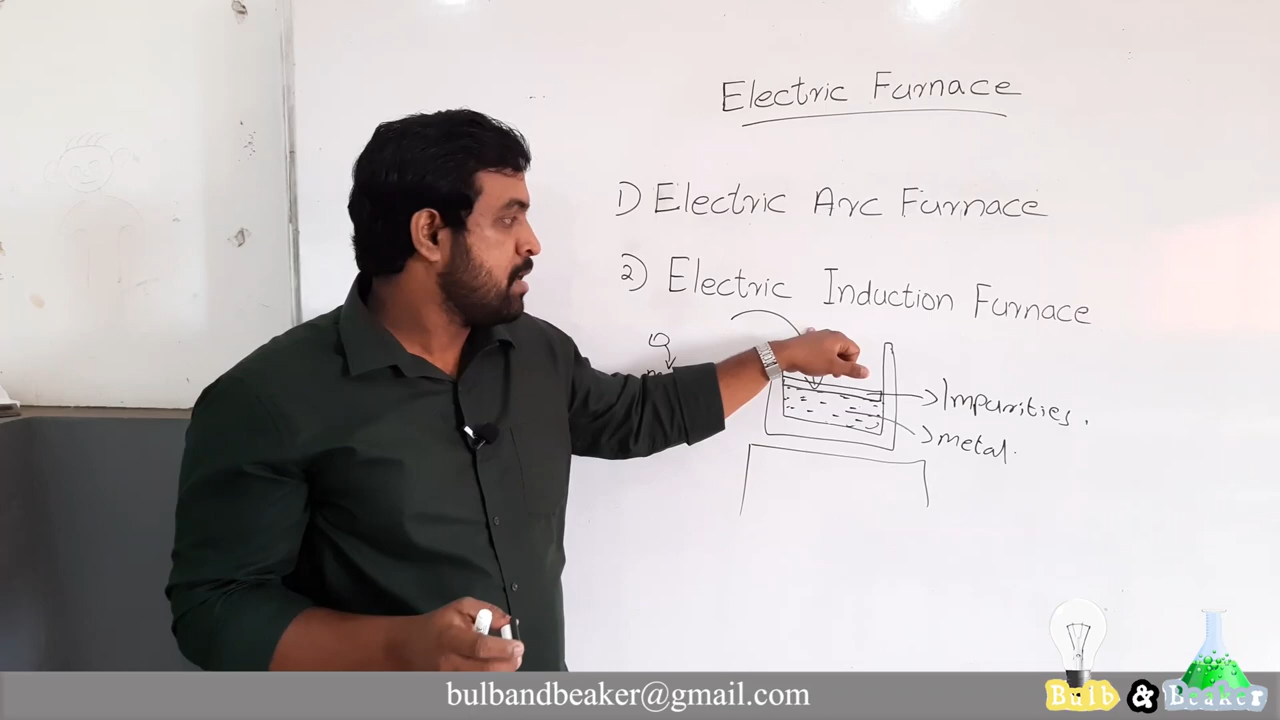 Electric Furnace
1) Electric Arc Furnace
2) Electric Induction Furnace
Impurities.
metal.
bulbandbeaker@gmail.com
Bulb & Beaker